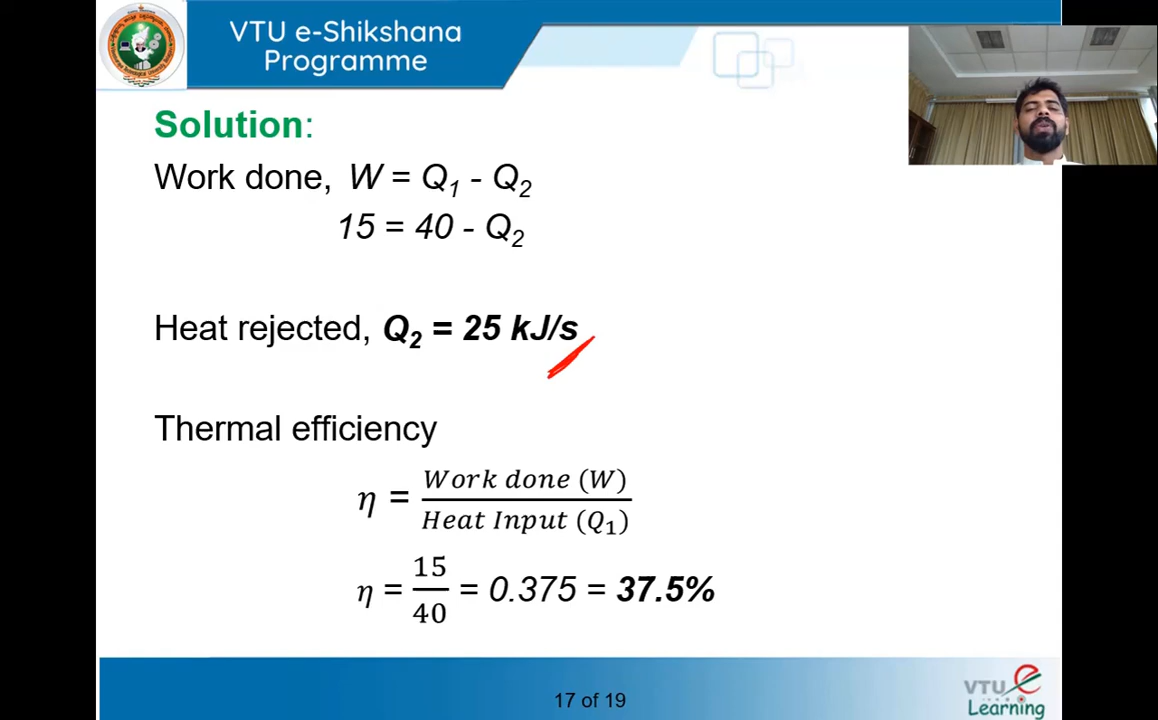 VTU e-Shikshana
Programme
Solution:
Work done, W = Q₁ - Q₂
15 = 40 - Q₂
Heat rejected, Q₂ = 25 kJ/s
Thermal efficiency
η = Work done (W) / Heat Input (Q₁)
η = 15 / 40 = 0.375 = 37.5%
17 of 19
VTU e
Learning